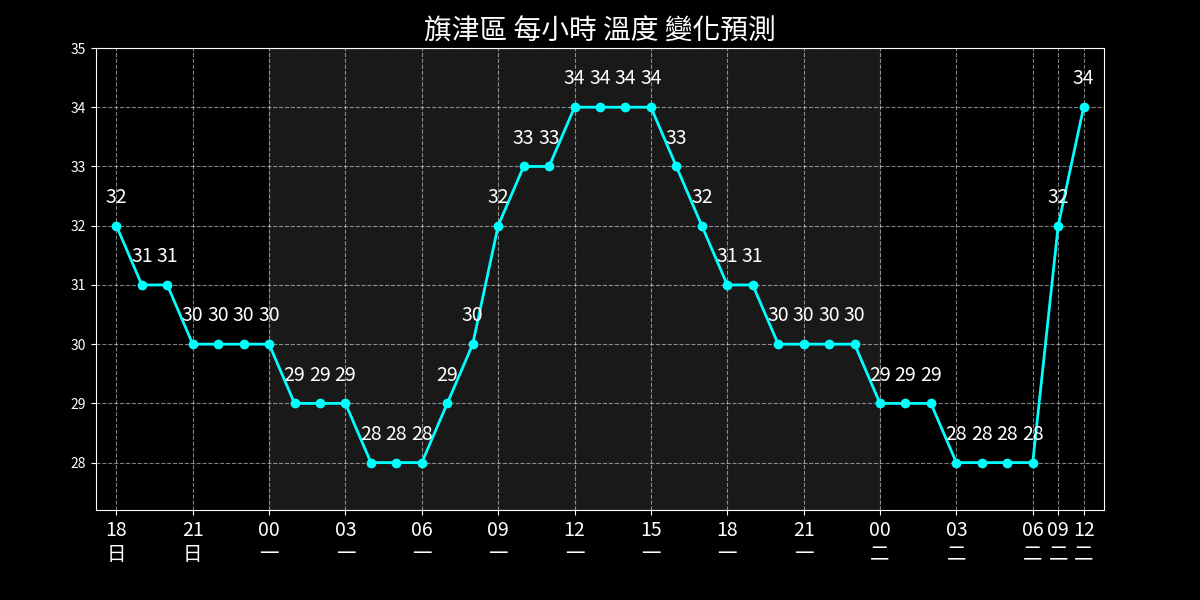 旗津區 每小時 溫度 變化預測
35
34 34 34 34 34
34
33 33 33
33
32 32 32 32
32
31 31 31 31
31
30 30 30 30 30 30 30 30 30
30
29 29 29 29 29 29 29
29
28 28 28 28 28 28 28
28
18 21 00 03 06 09 12 15 18 21 00 03 06 09 12
日 日 一 一 一 一 一 一 一 一 二 二 二 二 二